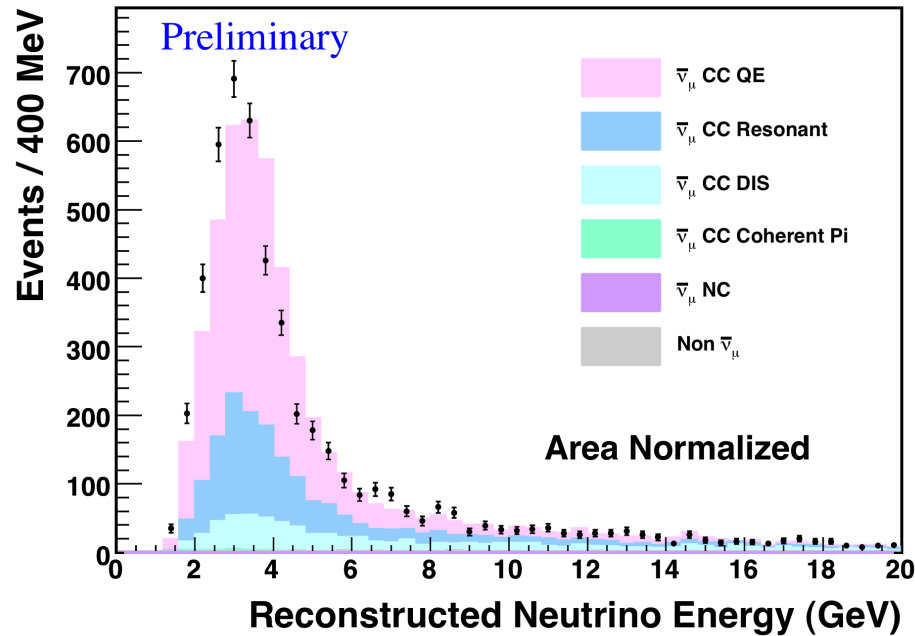 Preliminary
Events / 400 MeV
700
600
500
400
300
200
100
0
ν̅μ CC QE
ν̅μ CC Resonant
ν̅μ CC DIS
ν̅μ CC Coherent Pi
ν̅μ NC
Non ν̅μ
Area Normalized
0 2 4 6 8 10 12 14 16 18 20
Reconstructed Neutrino Energy (GeV)